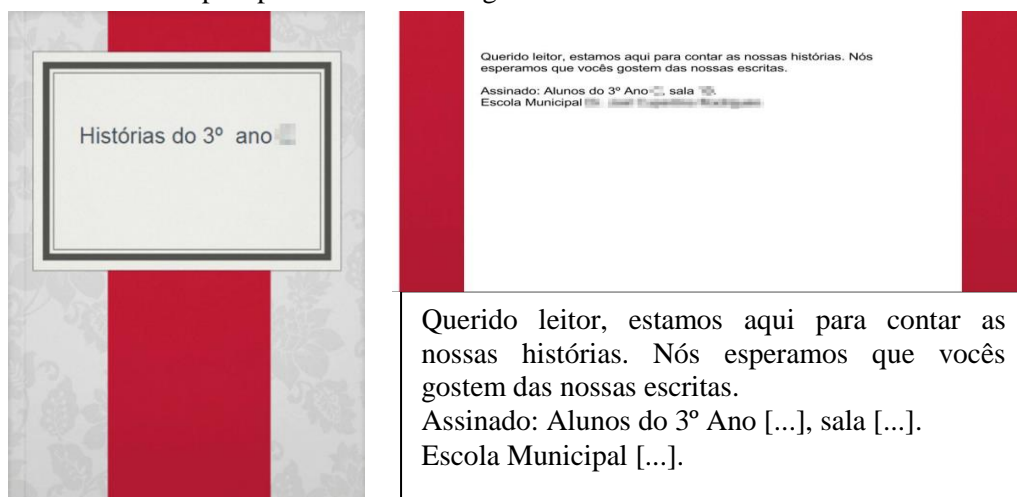 Histórias do 3º ano
Querido leitor, estamos aqui para contar as nossas histórias. Nós
esperamos que vocês gostem das nossas escritas.
Assinado: Alunos do 3º Ano , sala
Escola Municipal
Querido leitor, estamos aqui para contar as
nossas histórias. Nós esperamos que vocês
gostem das nossas escritas.
Assinado: Alunos do 3º Ano [...], sala [...].
Escola Municipal [...].